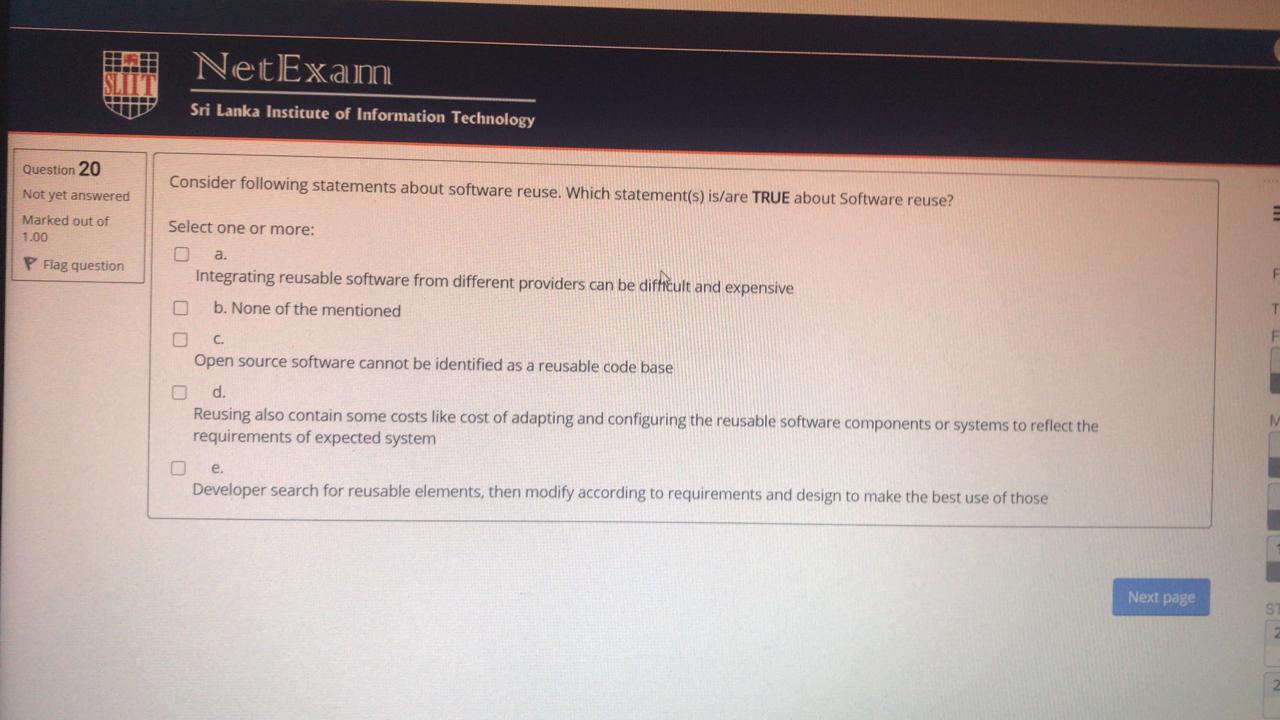 SLIIT
NetExam
Sri Lanka Institute of Information Technology
Question 20
Not yet answered
Marked out of
1.00
Flag question
Consider following statements about software reuse. Which statement(s) is/are TRUE about Software reuse?
Select one or more:
a.
Integrating reusable software from different providers can be difficult and expensive
b. None of the mentioned
c.
Open source software cannot be identified as a reusable code base
d.
Reusing also contain some costs like cost of adapting and configuring the reusable software components or systems to reflect the
requirements of expected system
e.
Developer search for reusable elements, then modify according to requirements and design to make the best use of those
Next page